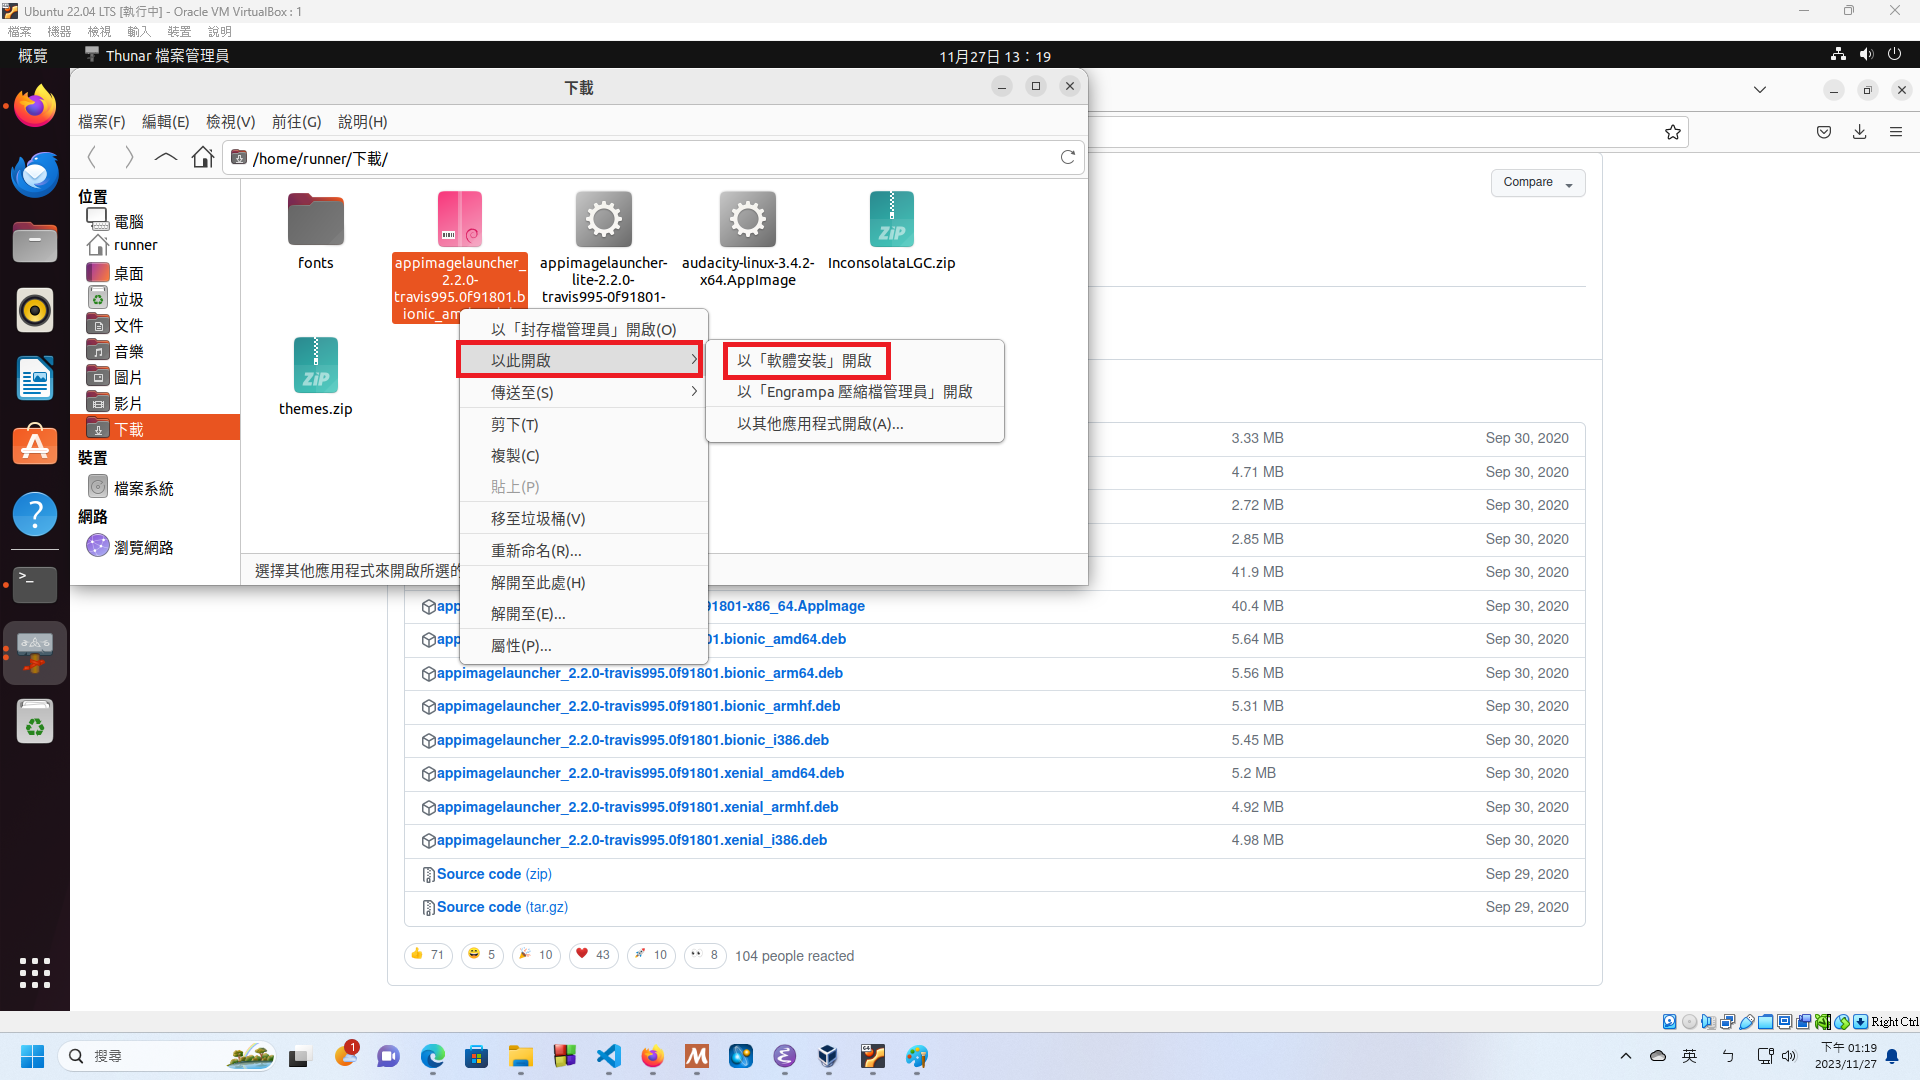 Ubuntu 22.04 LTS [執行中] - Oracle VM VirtualBox : 1
檔案 機器 檢視 輸入 裝置 說明
概覽 Thunar 檔案管理員 11月27日 13：19
下載
檔案(F) 編輯(E) 檢視(V) 前往(G) 說明(H)
/home/runner/下載/
Compare
位置
電腦
runner
桌面
垃圾
文件
音樂
圖片
影片
下載
裝置
檔案系統
網路
瀏覽網路
fonts
appimagelauncher_
2.2.0-
travis995.0f91801.b
appimagelauncher-
lite-2.2.0-
travis995-0f91801-
audacity-linux-3.4.2-
x64.AppImage
InconsolataLGC.zip
ZiP
themes.zip
ZiP
以「封存檔管理員」開啟(O)
以此開啟
傳送至(S)
剪下(T)
複製(C)
貼上(P)
移至垃圾桶(V)
重新命名(R)...
解開至此處(H)
解開至(E)...
屬性(P)...
以「軟體安裝」開啟
以「Engrampa 壓縮檔管理員」開啟
以其他應用程式開啟(A)...
選擇其他應用程式來開啟所選的
3.33 MB Sep 30, 2020
4.71 MB Sep 30, 2020
2.72 MB Sep 30, 2020
2.85 MB Sep 30, 2020
41.9 MB Sep 30, 2020
app 91801-x86_64.AppImage 40.4 MB Sep 30, 2020
app 01.bionic_amd64.deb 5.64 MB Sep 30, 2020
appimagelauncher_2.2.0-travis995.0f91801.bionic_arm64.deb 5.56 MB Sep 30, 2020
appimagelauncher_2.2.0-travis995.0f91801.bionic_armhf.deb 5.31 MB Sep 30, 2020
appimagelauncher_2.2.0-travis995.0f91801.bionic_i386.deb 5.45 MB Sep 30, 2020
appimagelauncher_2.2.0-travis995.0f91801.xenial_amd64.deb 5.2 MB Sep 30, 2020
appimagelauncher_2.2.0-travis995.0f91801.xenial_armhf.deb 4.92 MB Sep 30, 2020
appimagelauncher_2.2.0-travis995.0f91801.xenial_i386.deb 4.98 MB Sep 30, 2020
Source code (zip) Sep 29, 2020
Source code (tar.gz) Sep 29, 2020
71 5 10 43 10 8 104 people reacted
Right Ctrl
搜尋 1 英 ㄅ 下午 01:19
2023/11/27